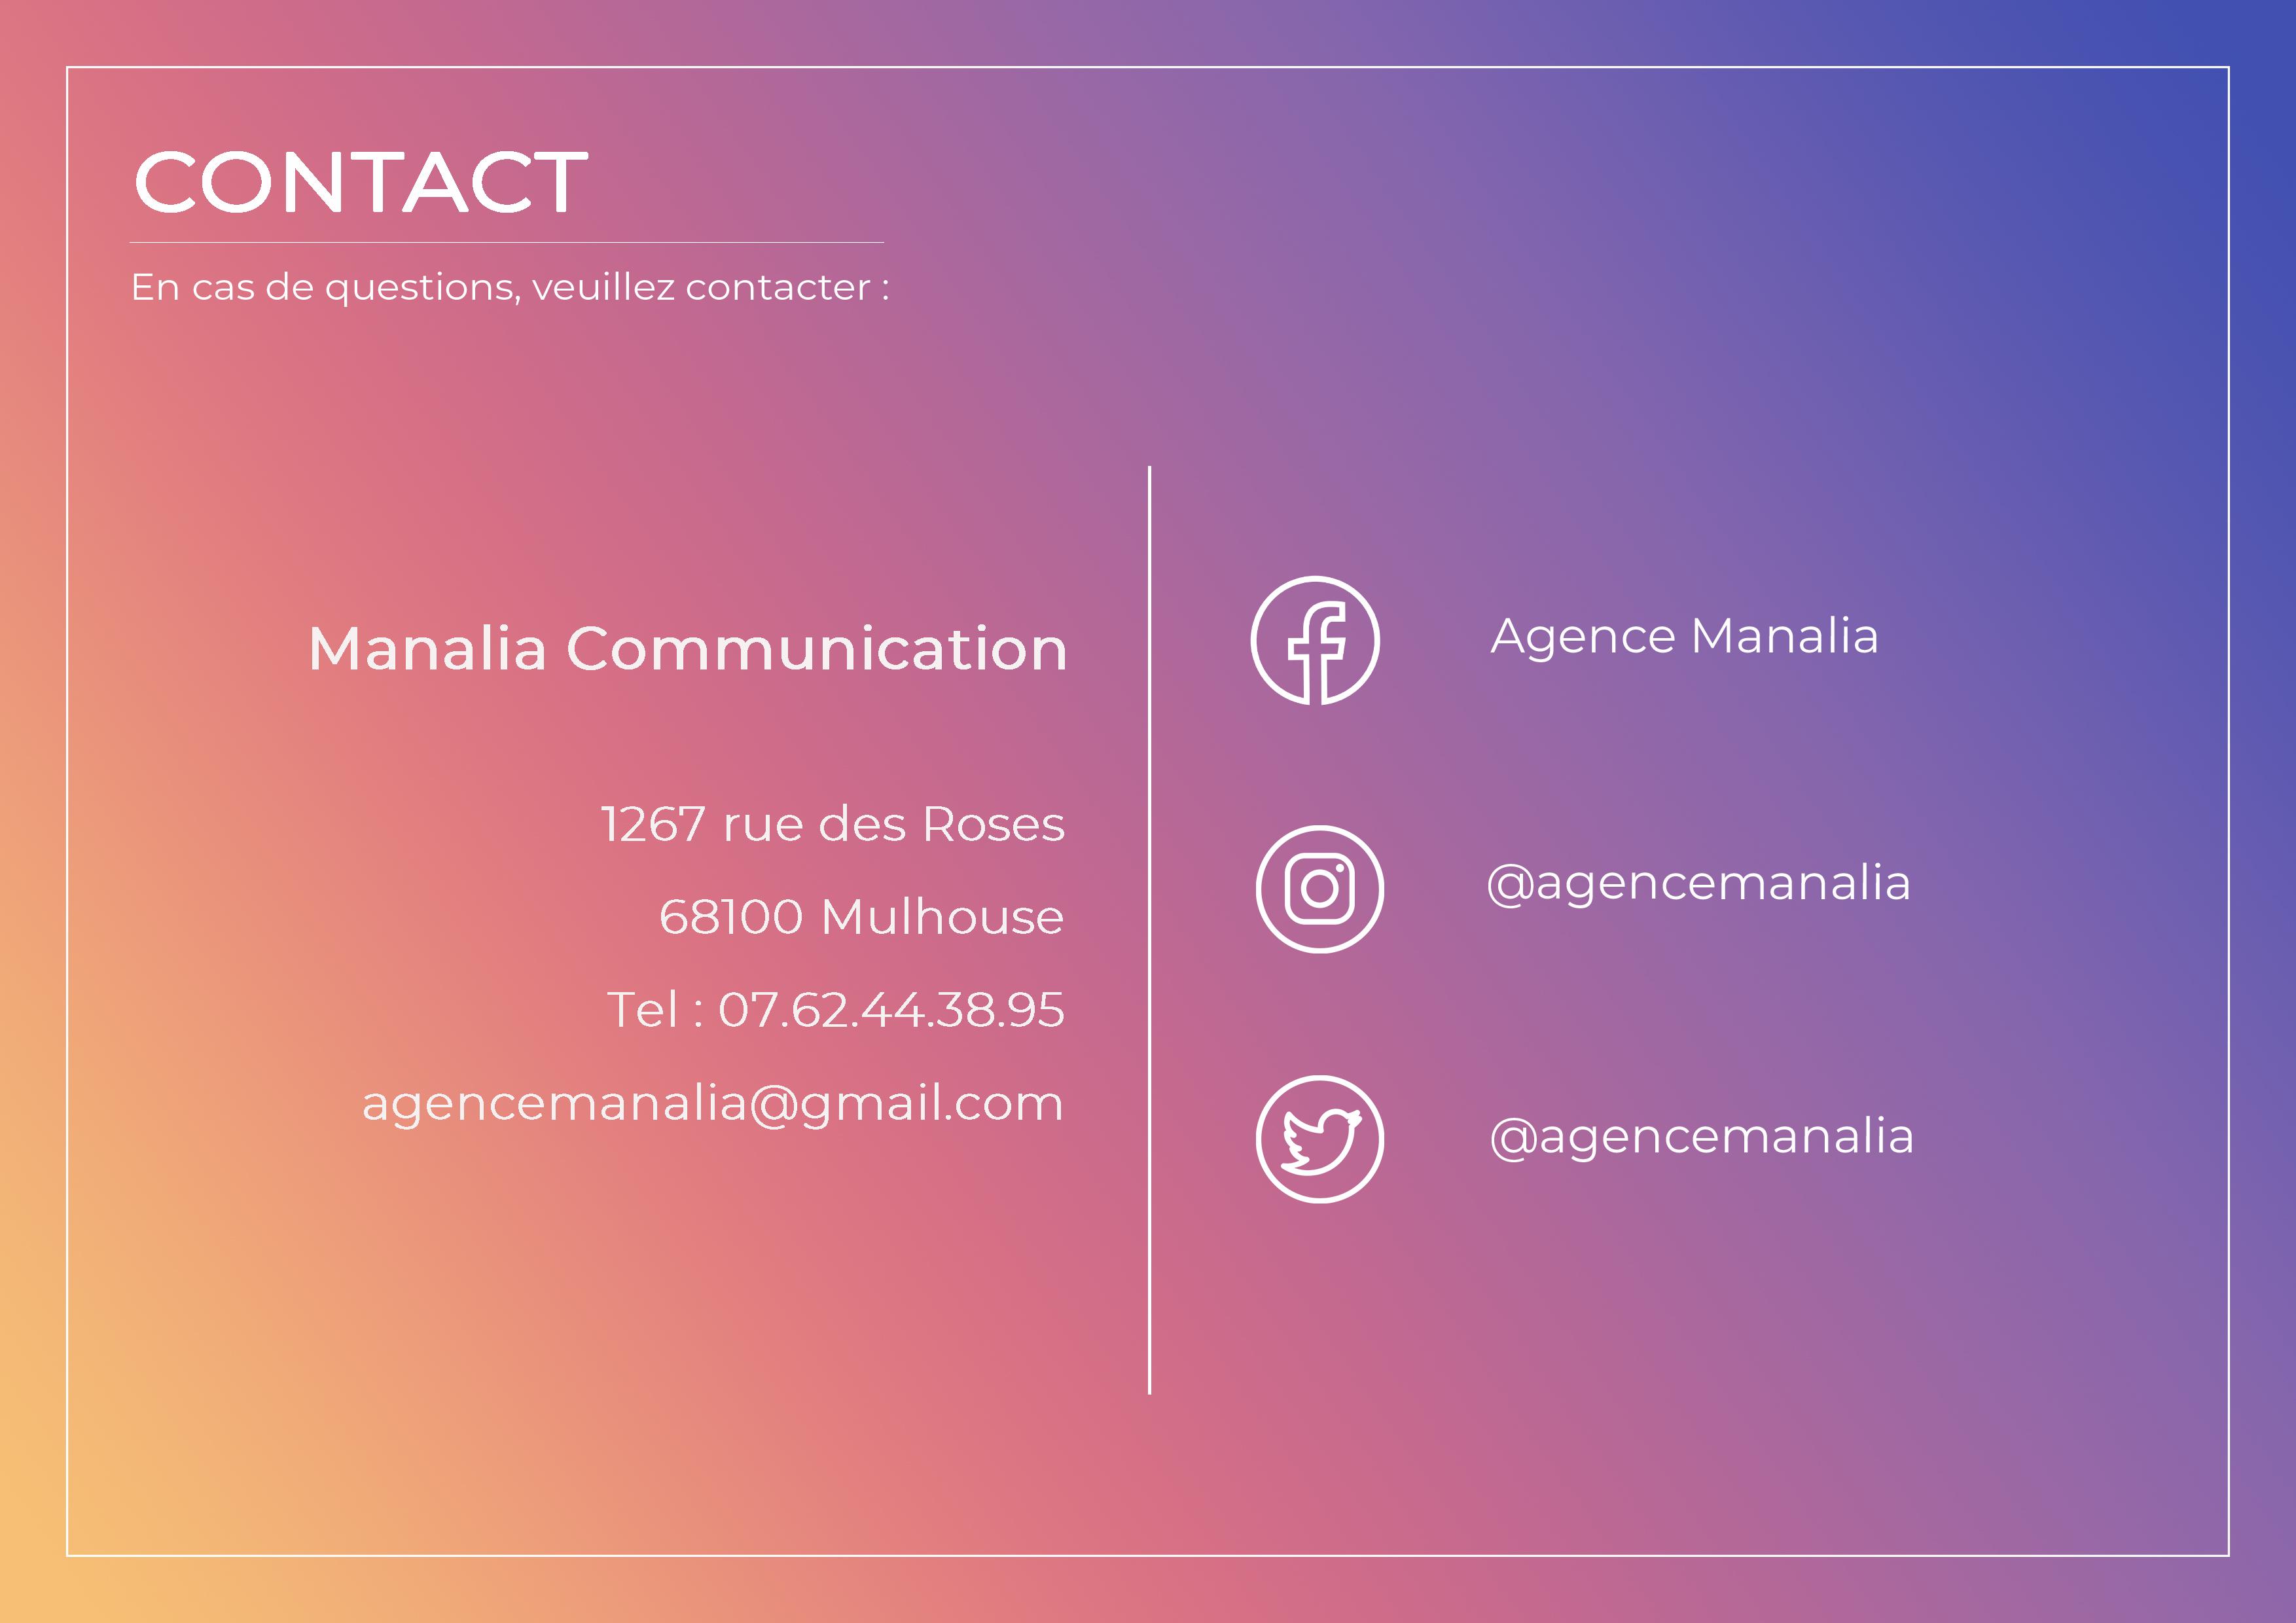 CONTACT
En cas de questions, veuillez contacter :
Manalia Communication
1267 rue des Roses
68100 Mulhouse
Tel : 07.62.44.38.95
agencemanalia@gmail.com
Agence Manalia
@agencemanalia
@agencemanalia